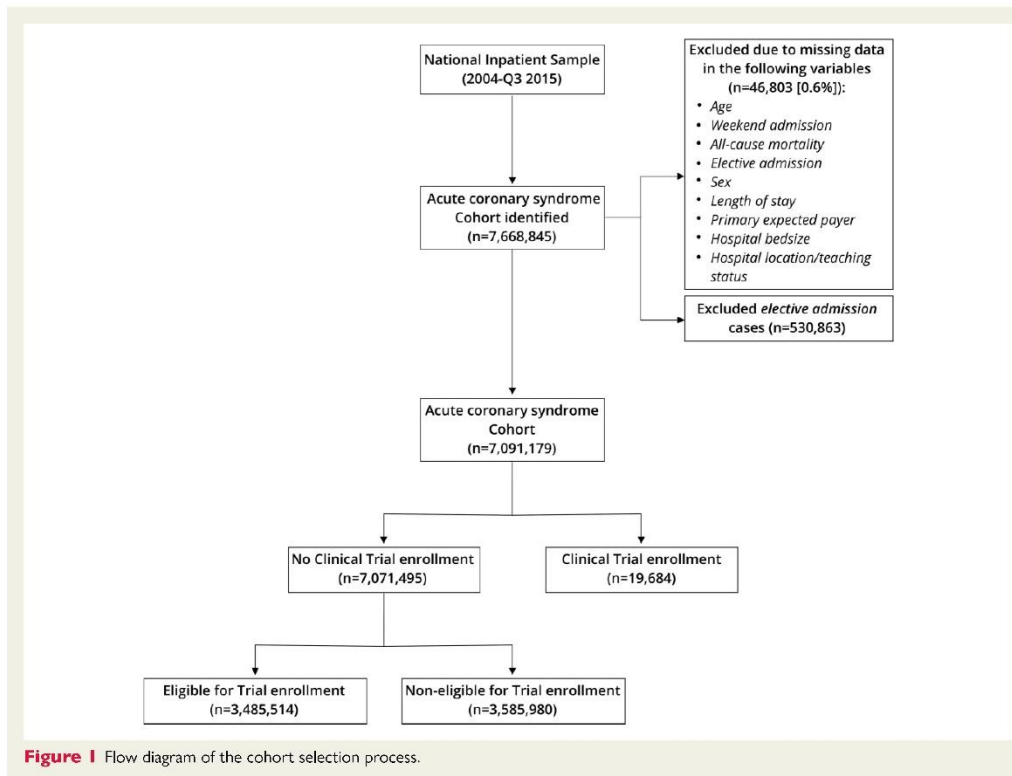 National Inpatient Sample
(2004-Q3 2015)
Excluded due to missing data
in the following variables
(n=46,803 [0.6%]):
• Age
• Weekend admission
• All-cause mortality
• Elective admission
• Sex
• Length of stay
• Primary expected payer
• Hospital bedsize
• Hospital location/teaching
status
Acute coronary syndrome
Cohort identified
(n=7,668,845)
Excluded elective admission
cases (n=530,863)
Acute coronary syndrome
Cohort
(n=7,091,179)
No Clinical Trial enrollment
(n=7,071,495)
Clinical Trial enrollment
(n=19,684)
Eligible for Trial enrollment
(n=3,485,514)
Non-eligible for Trial enrollment
(n=3,585,980)
Figure 1 Flow diagram of the cohort selection process.